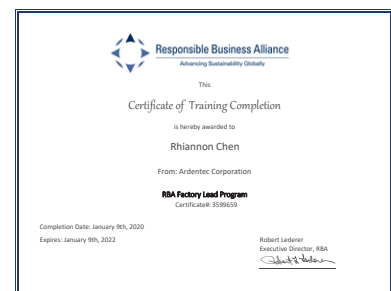 Responsible Business Alliance
Advancing Sustainability Globally
This
Certificate of Training Completion
is hereby awarded to
Rhiannon Chen
From: Ardentec Corporation
RBA Factory Lead Program
Certificate#: 3599659
Completion Date: January 9th, 2020
Expires: January 9th, 2022
Robert Lederer
Executive Director, RBA